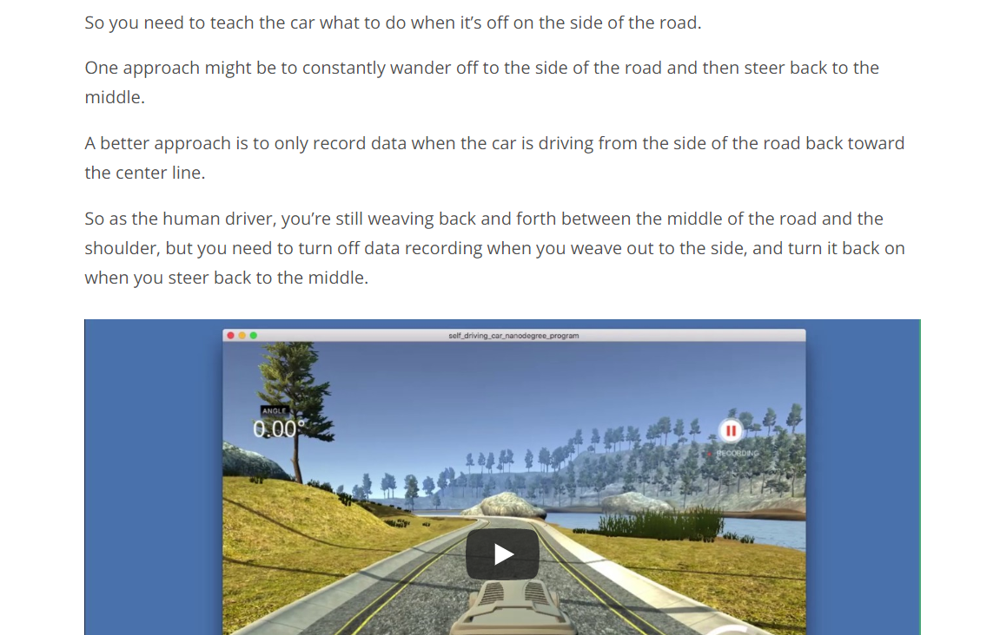 So you need to teach the car what to do when it’s off on the side of the road.
One approach might be to constantly wander off to the side of the road and then steer back to the
middle.
A better approach is to only record data when the car is driving from the side of the road back toward
the center line.
So as the human driver, you’re still weaving back and forth between the middle of the road and the
shoulder, but you need to turn off data recording when you weave out to the side, and turn it back on
when you steer back to the middle.
self_driving_car_nanodegree_program
ANGLE
0.00°
RECORDING